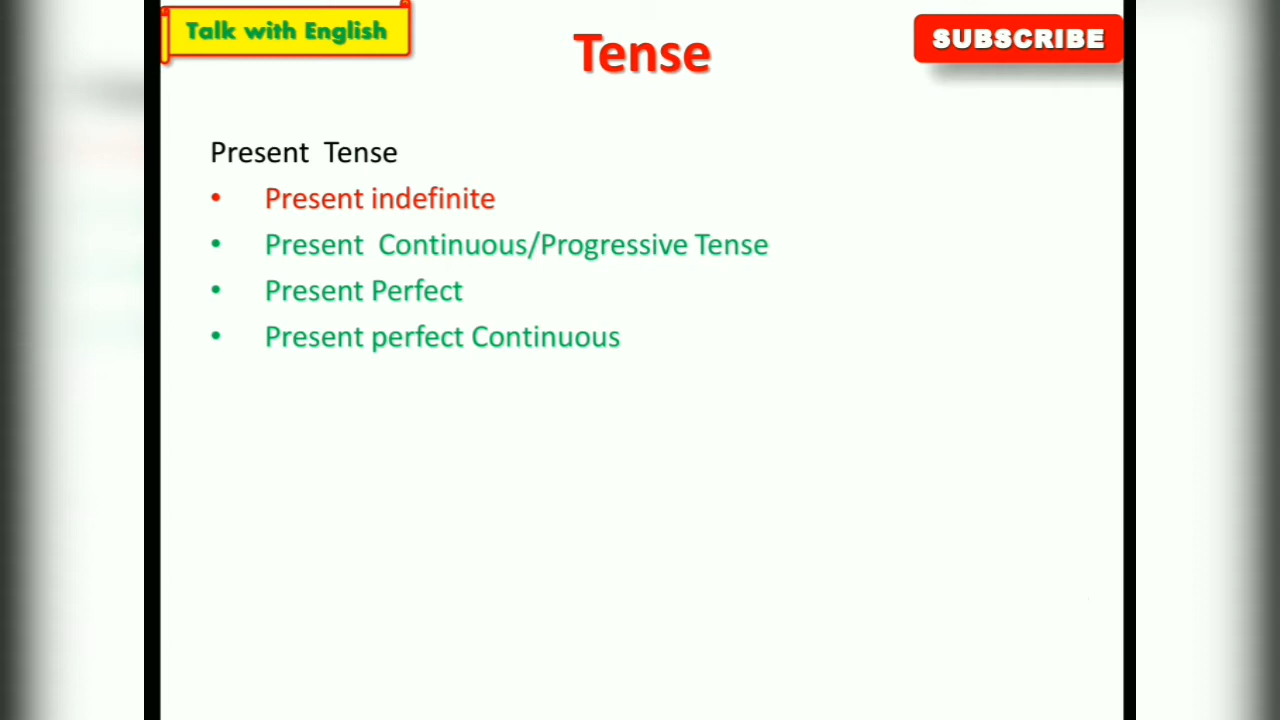 Talk with English
Tense
SUBSCRIBE
Present Tense
• Present indefinite
• Present Continuous/Progressive Tense
• Present Perfect
• Present perfect Continuous